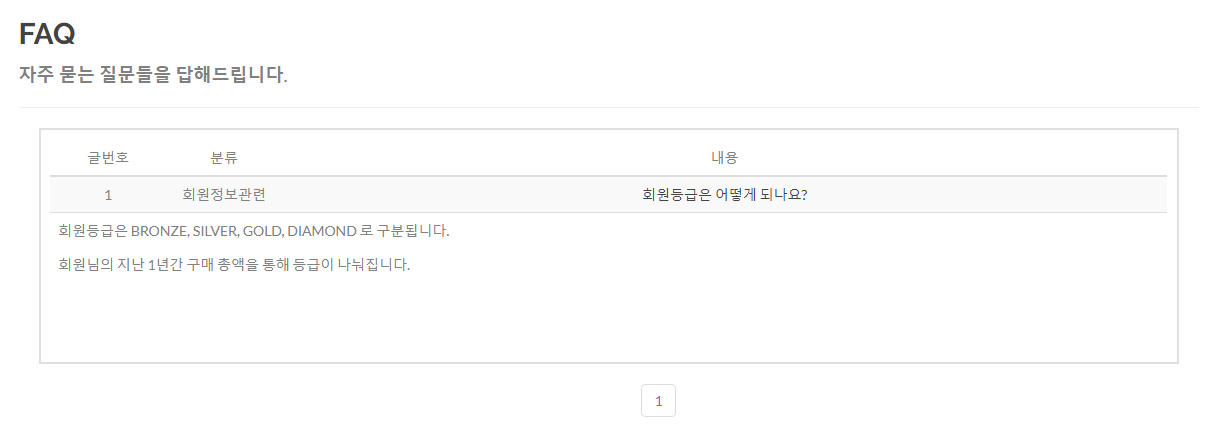 FAQ
자주 묻는 질문들을 답해드립니다.
글번호 분류 내용
1 회원정보관련 회원등급은 어떻게 되나요?
회원등급은 BRONZE, SILVER, GOLD, DIAMOND 로 구분됩니다.
회원님의 지난 1년간 구매 총액을 통해 등급이 나눠집니다.
1